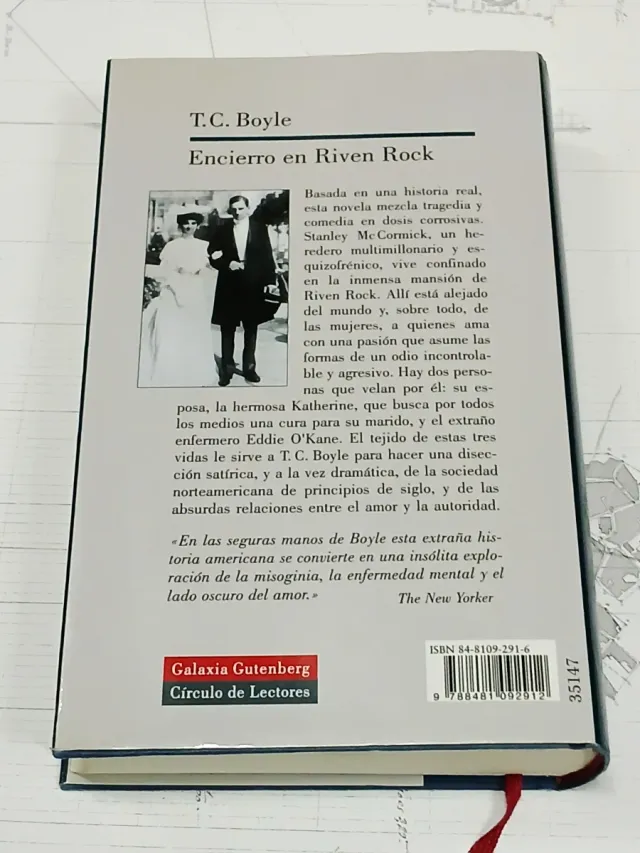 T.C. Boyle
Encierro en Riven Rock
Basada en una historia real,
esta novela mezcla tragedia y
comedia en dosis corrosivas.
Stanley McCormick, un he-
redero multimillonario y es-
quizofrénico, vive confinado
en la inmensa mansión de
Riven Rock. Allí está alejado
del mundo y, sobre todo, de
las mujeres, a quienes ama
con una pasión que asume las
formas de un odio incontrola-
ble y agresivo. Hay dos perso-
nas que velan por él: su es-
posa, la hermosa Katherine, que busca por todos
los medios una cura para su marido, y el extraño
enfermero Eddie O'Kane. El tejido de estas tres
vidas le sirve a T. C. Boyle para hacer una disec-
ción satírica, y a la vez dramática, de la sociedad
norteamericana de principios de siglo, y de las
absurdas relaciones entre el amor y la autoridad.
«En las seguras manos de Boyle esta extraña his-
toria americana se convierte en una insólita explo-
ración de la misoginia, la enfermedad mental y el
lado oscuro del amor.» The New Yorker
Galaxia Gutenberg
Círculo de Lectores
ISBN 84-8109-291-6
9 788481 092912
35147